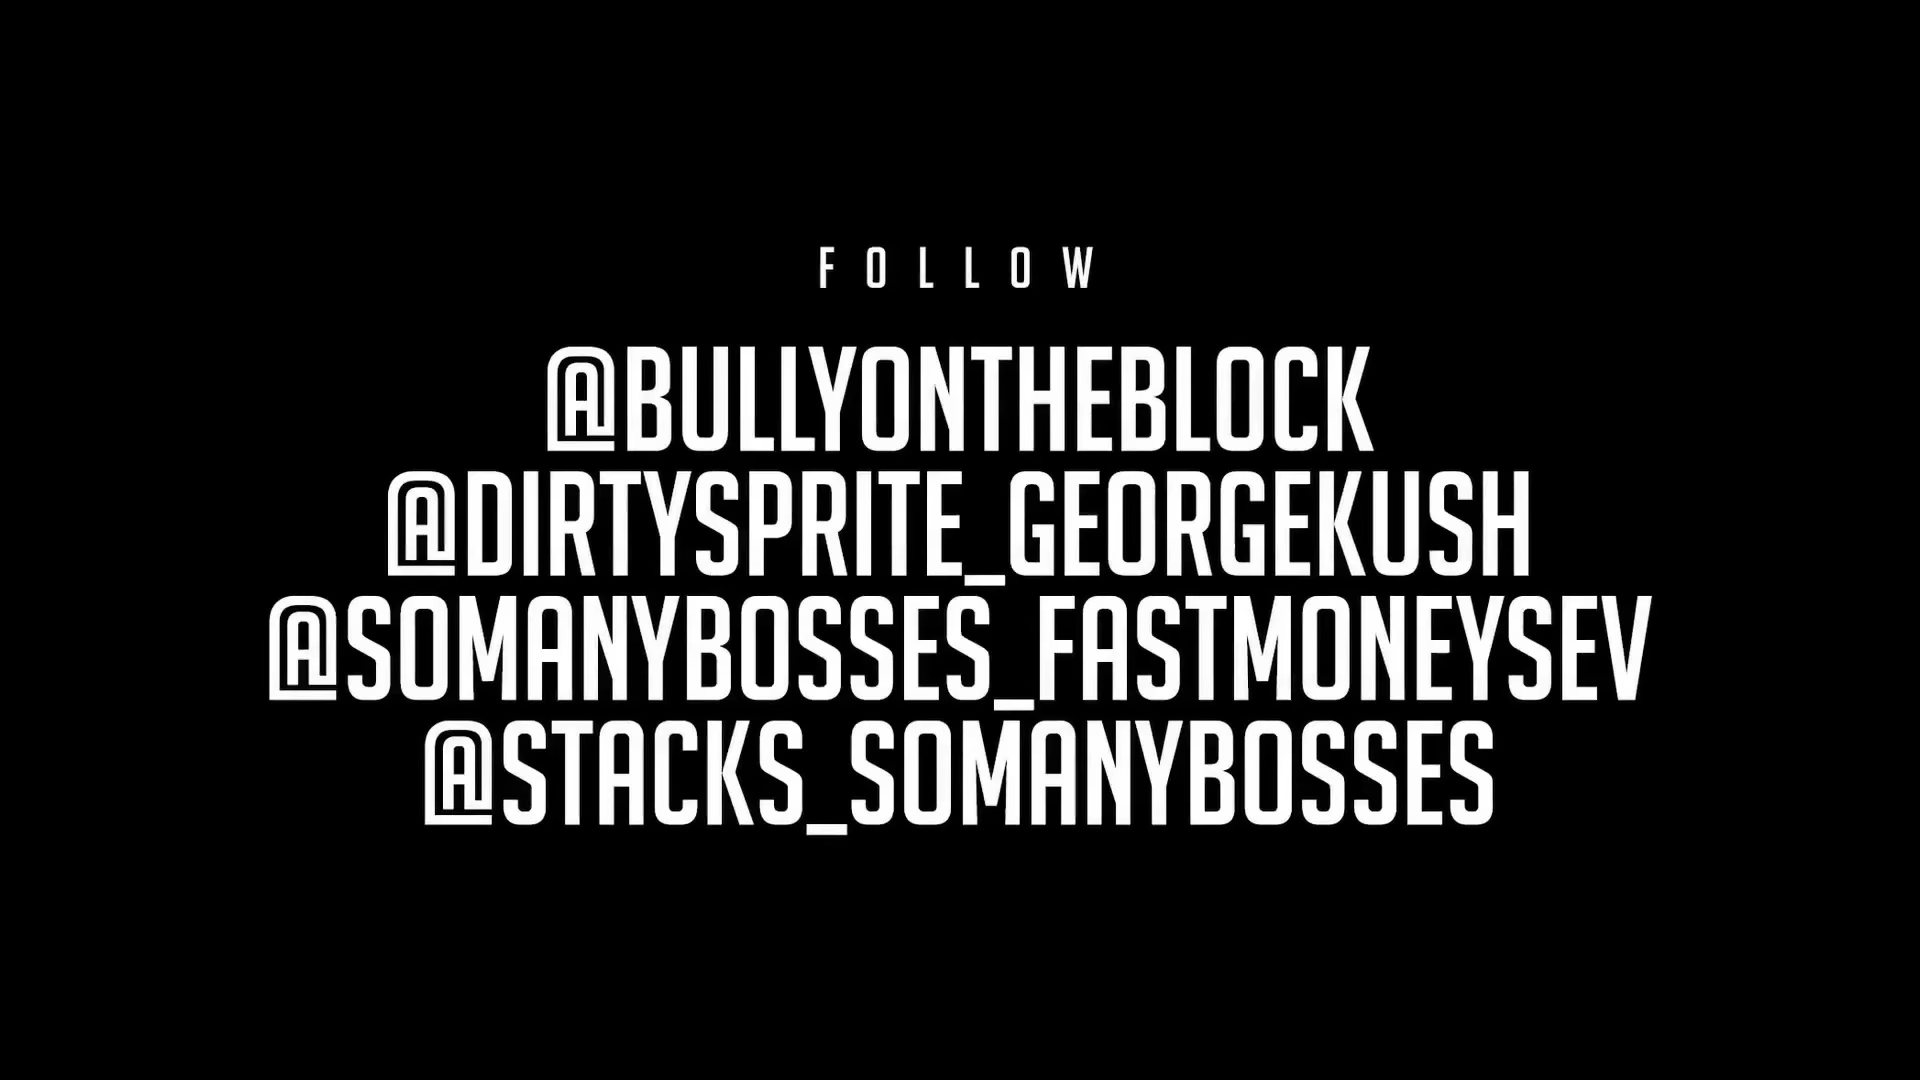 FOLLOW
@BULLYONTHEBLOCK
@DIRTYSPRITE_GEORGEKUSH
@SOMANYBOSSES_FASTMONEYSEV
@STACKS_SOMANYBOSSES